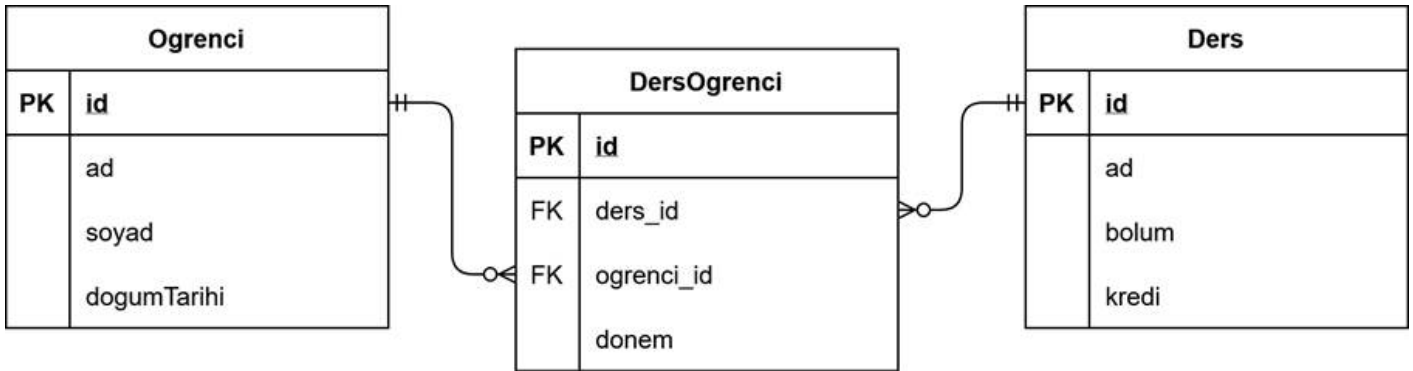 Ogrenci
PK id
ad
soyad
dogumTarihi
DersOgrenci
PK id
FK ders_id
FK ogrenci_id
donem
Ders
PK id
ad
bolum
kredi